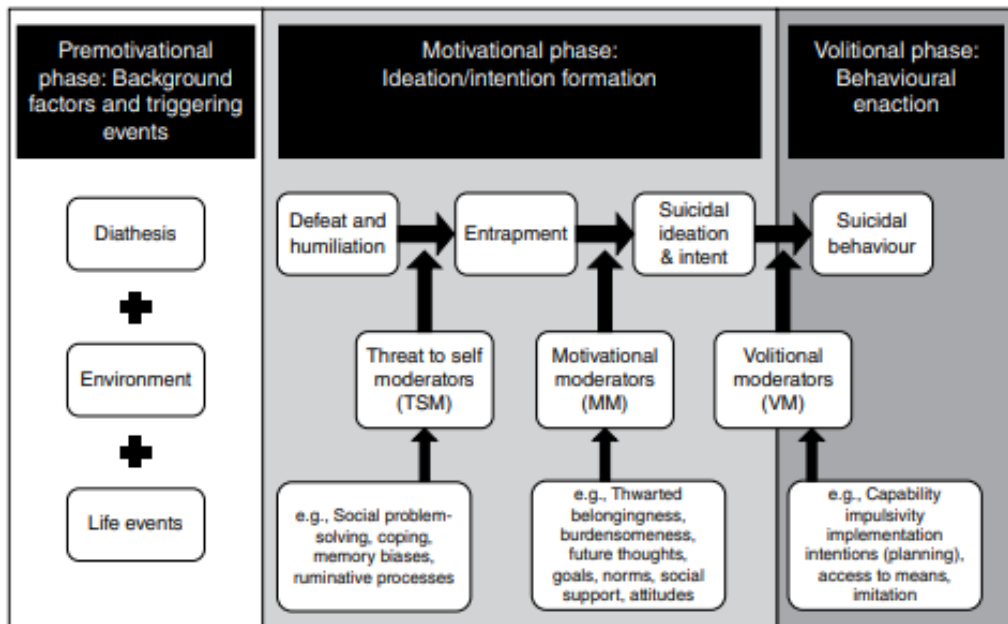 Premotivational
phase: Background
factors and triggering
events
Motivational phase:
Ideation/intention formation
Volitional phase:
Behavioural
enaction
Diathesis
Environment
Life events
Defeat and
humiliation
Entrapment
Suicidal
ideation
& intent
Suicidal
behaviour
Threat to self
moderators
(TSM)
Motivational
moderators
(MM)
Volitional
moderators
(VM)
e.g., Social problem-
solving, coping,
memory biases,
ruminative processes
e.g., Thwarted
belongingness,
burdensomeness,
future thoughts,
goals, norms, social
support, attitudes
e.g., Capability
impulsivity
implementation
intentions (planning),
access to means,
imitation